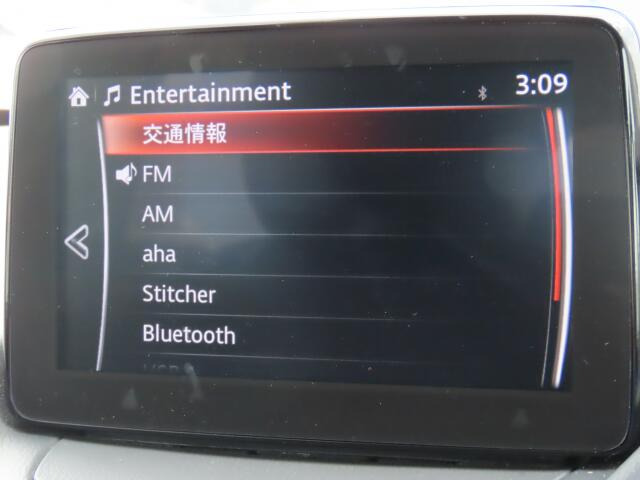 Entertainment 3:09
交通情報
FM
AM
aha
Stitcher
Bluetooth